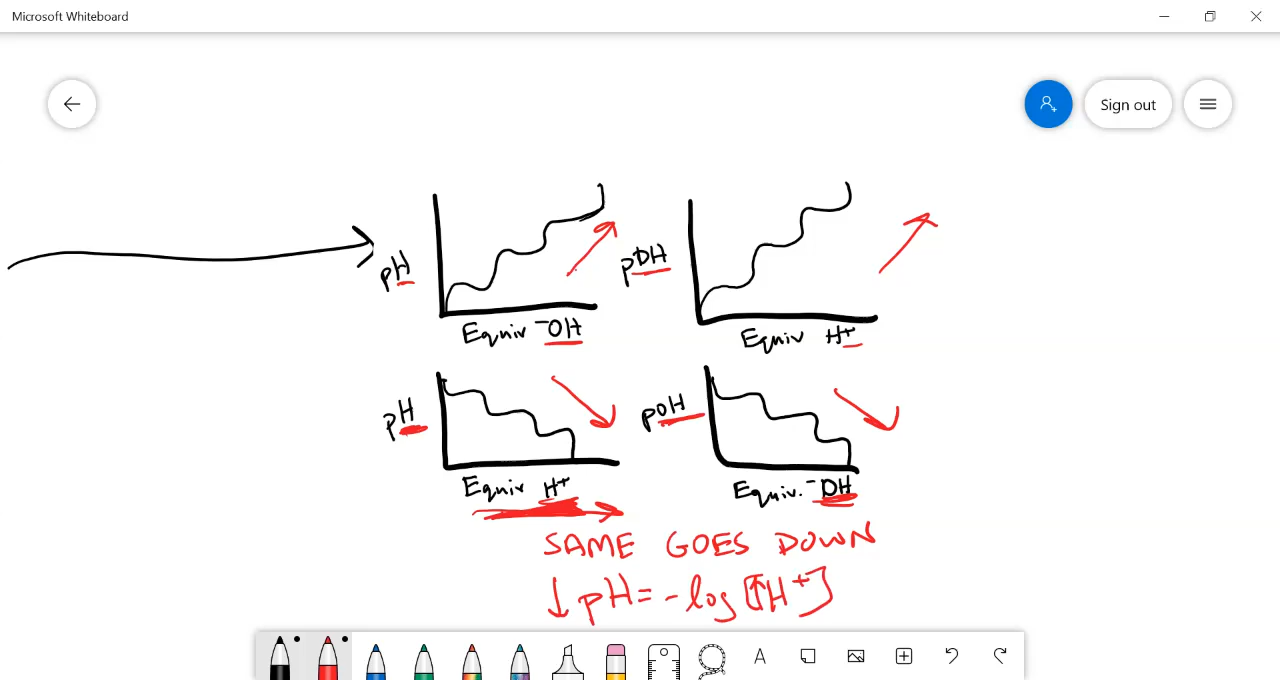 Microsoft Whiteboard
Sign out
pH
Equiv ⁻OH
pOH
Equiv H⁺
pH
Equiv H⁺
pOH
Equiv. ⁻OH
SAME GOES DOWN
↓ pH = -log [↑H⁺]
A